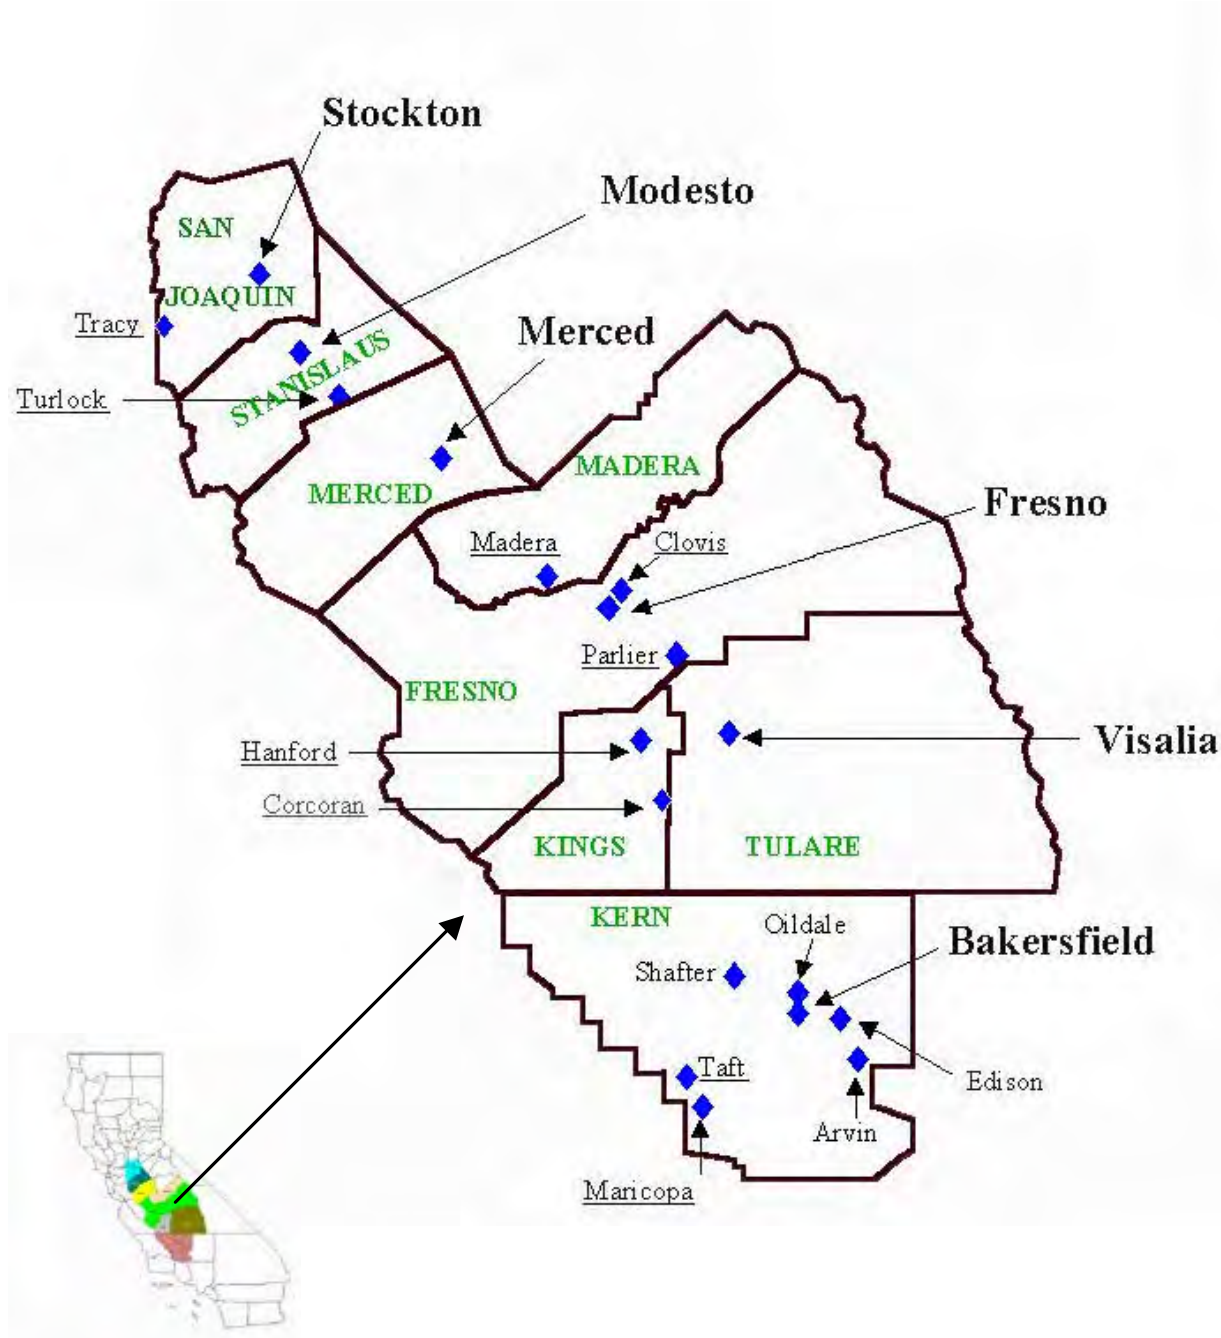 Stockton
Modesto
SAN
JOAQUIN
Tracy
Merced
STANISLAUS
Turlock
MADERA
MERCED
Fresno
Madera
Clovis
Parlier
FRESNO
Hanford
Visalia
Corcoran
KINGS
TULARE
KERN
Oildale
Bakersfield
Shafter
Taft
Edison
Arvin
Maricopa